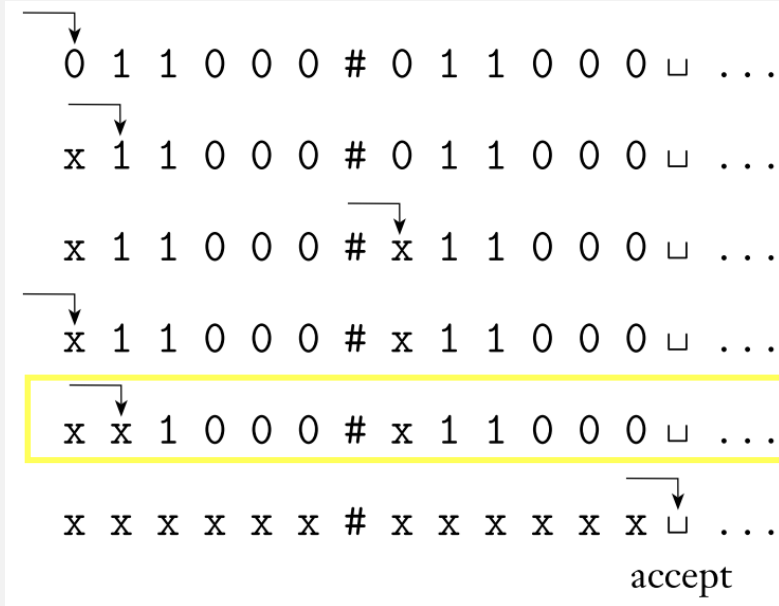 0 1 1 0 0 0 # 0 1 1 0 0 0 ⊔ ...
x 1 1 0 0 0 # 0 1 1 0 0 0 ⊔ ...
x 1 1 0 0 0 # x 1 1 0 0 0 ⊔ ...
x 1 1 0 0 0 # x 1 1 0 0 0 ⊔ ...
x x 1 0 0 0 # x 1 1 0 0 0 ⊔ ...
x x x x x x # x x x x x x ⊔ ...
accept